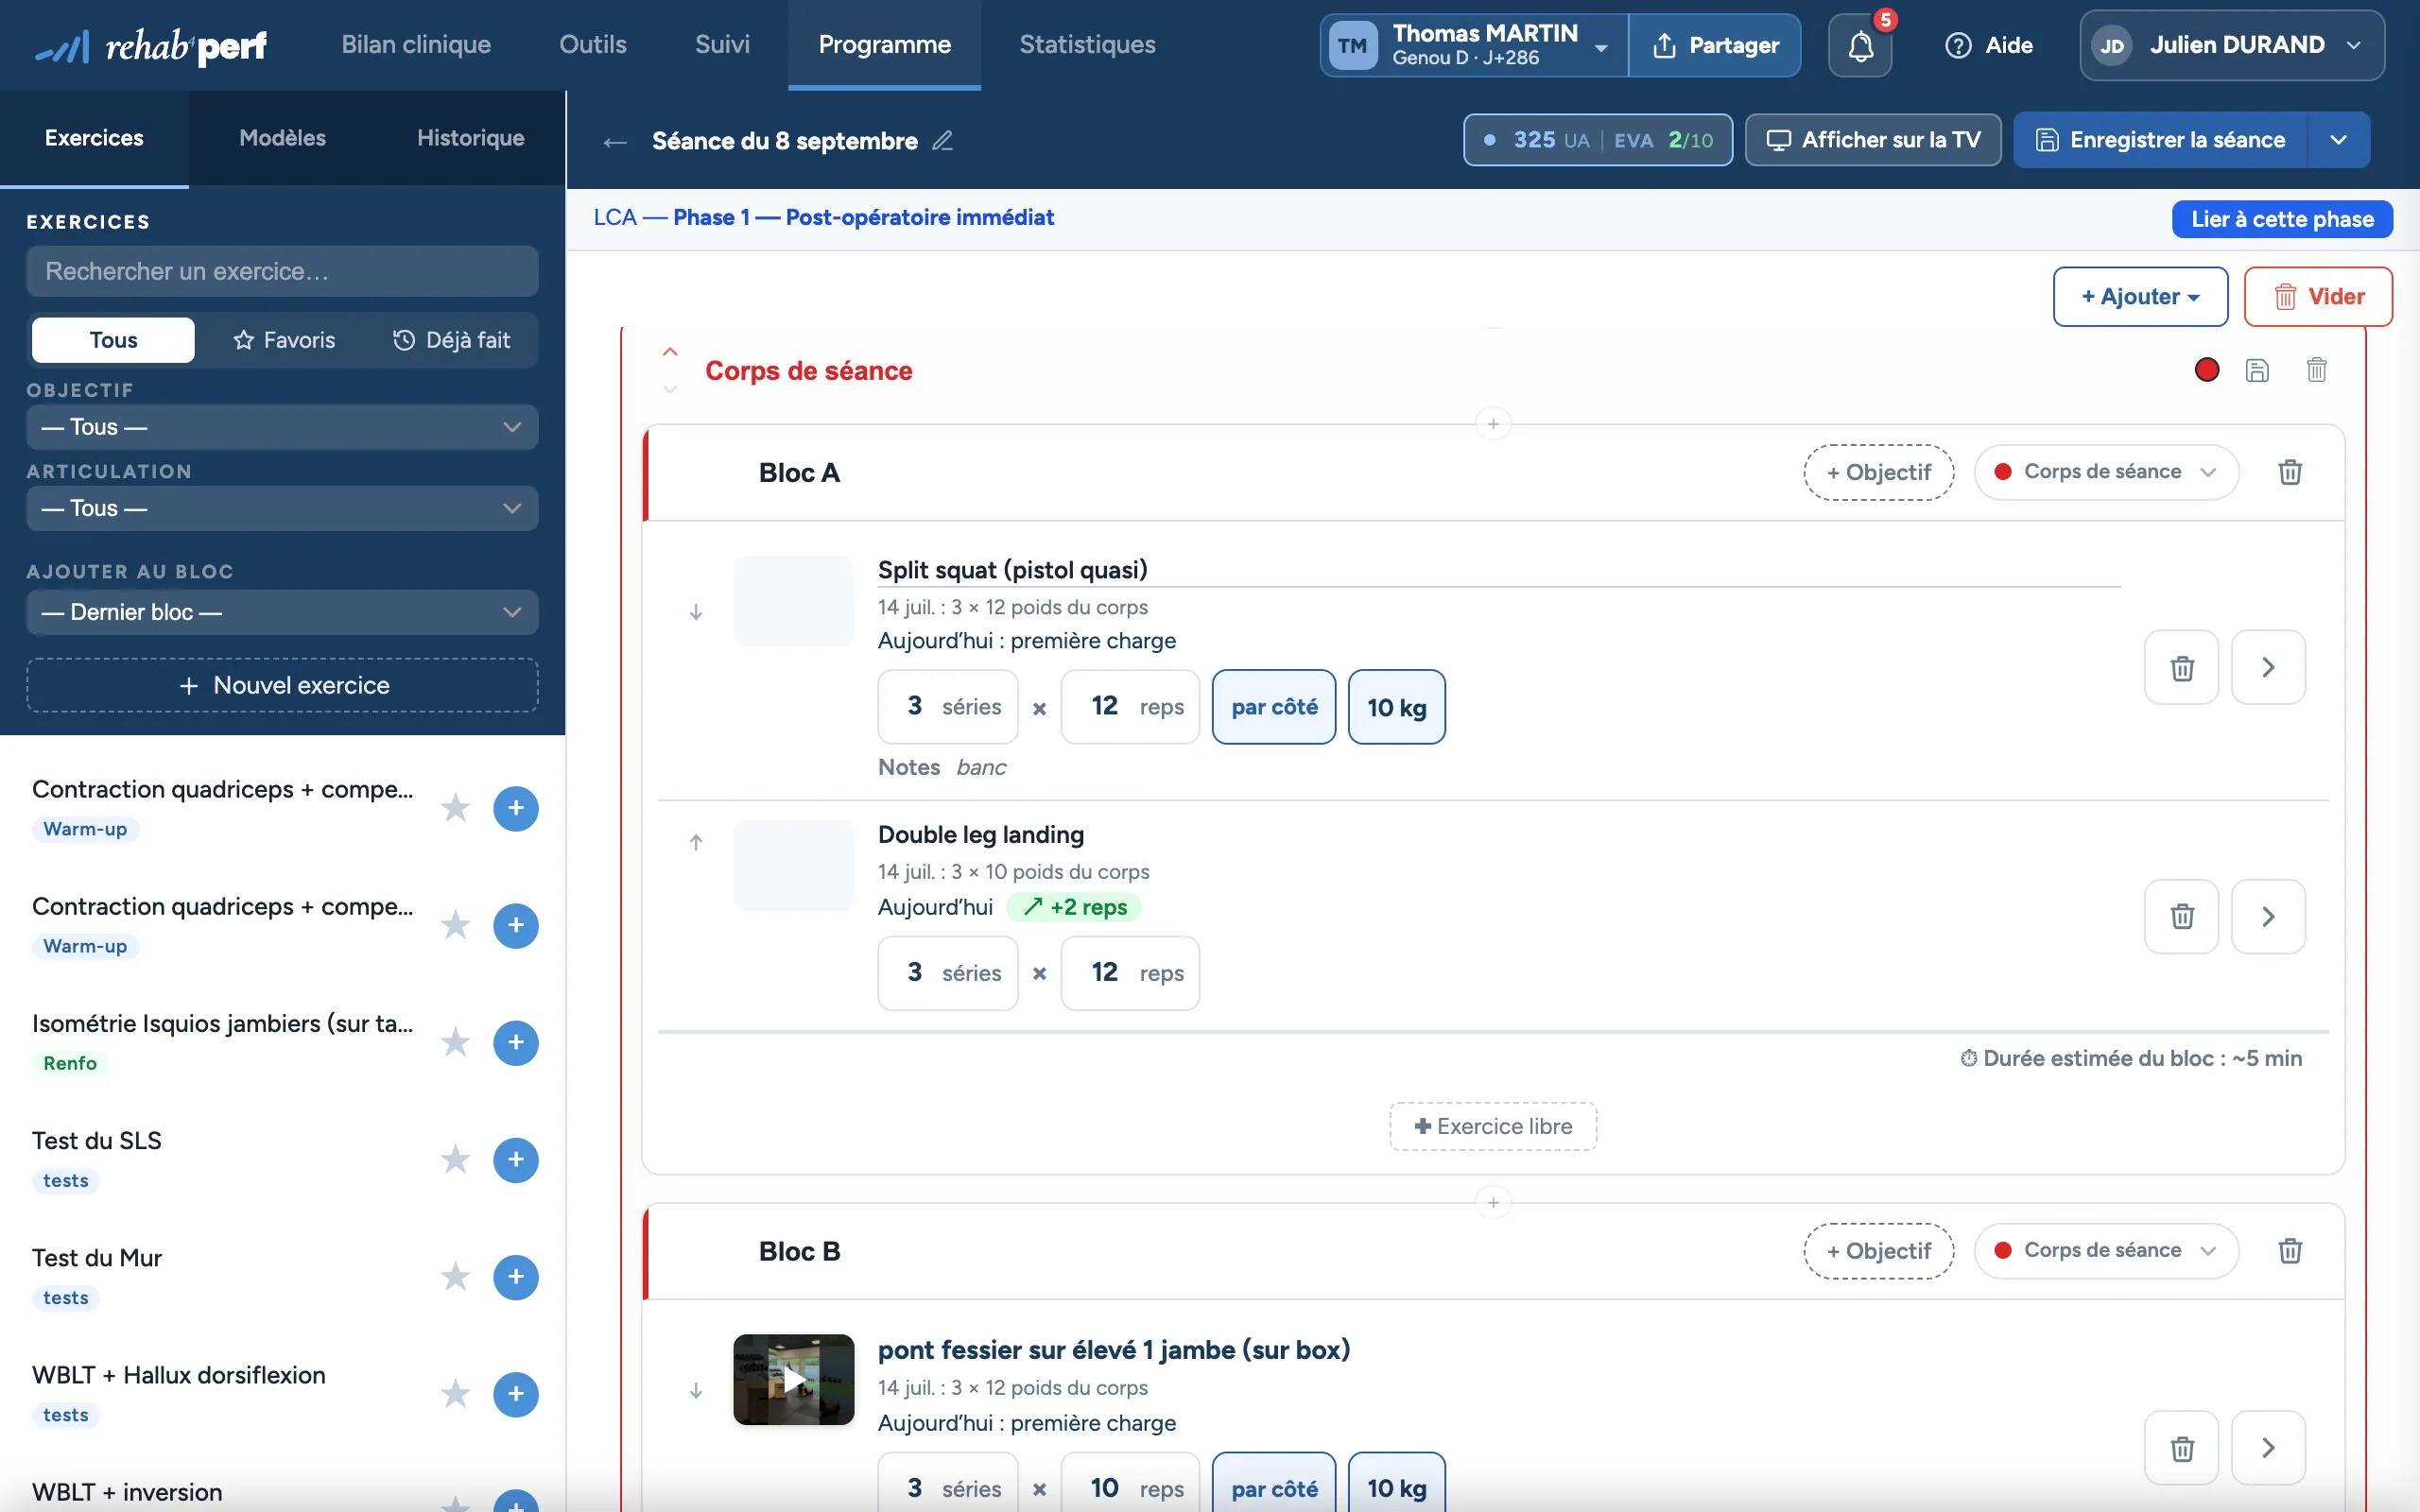 rehab4perf
Bilan clinique
Outils
Suivi
Programme
Statistiques
TM
Thomas MARTIN
Genou D · J+286
Partager
5
Aide
JD
Julien DURAND
Exercices
Modèles
Historique
← Séance du 8 septembre
325 UA | EVA 2/10
Afficher sur la TV
Enregistrer la séance
EXERCICES
Rechercher un exercice…
Tous
Favoris
Déjà fait
OBJECTIF
— Tous —
ARTICULATION
— Tous —
AJOUTER AU BLOC
— Dernier bloc —
+ Nouvel exercice
Contraction quadriceps + compe...
Warm-up
Contraction quadriceps + compe...
Warm-up
Isométrie Isquios jambiers (sur ta...
Renfo
Test du SLS
tests
Test du Mur
tests
WBLT + Hallux dorsiflexion
tests
WBLT + inversion
LCA — Phase 1 — Post-opératoire immédiat
Lier à cette phase
+ Ajouter
Vider
Corps de séance
Bloc A
+ Objectif
Corps de séance
Split squat (pistol quasi)
14 juil. : 3 × 12 poids du corps
Aujourd’hui : première charge
3 séries × 12 reps par côté 10 kg
Notes banc
Double leg landing
14 juil. : 3 × 10 poids du corps
Aujourd’hui ↗ +2 reps
3 séries × 12 reps
⏱ Durée estimée du bloc : ~5 min
+ Exercice libre
Bloc B
+ Objectif
Corps de séance
pont fessier sur élevé 1 jambe (sur box)
14 juil. : 3 × 12 poids du corps
Aujourd’hui : première charge
3 séries × 10 reps par côté 10 kg